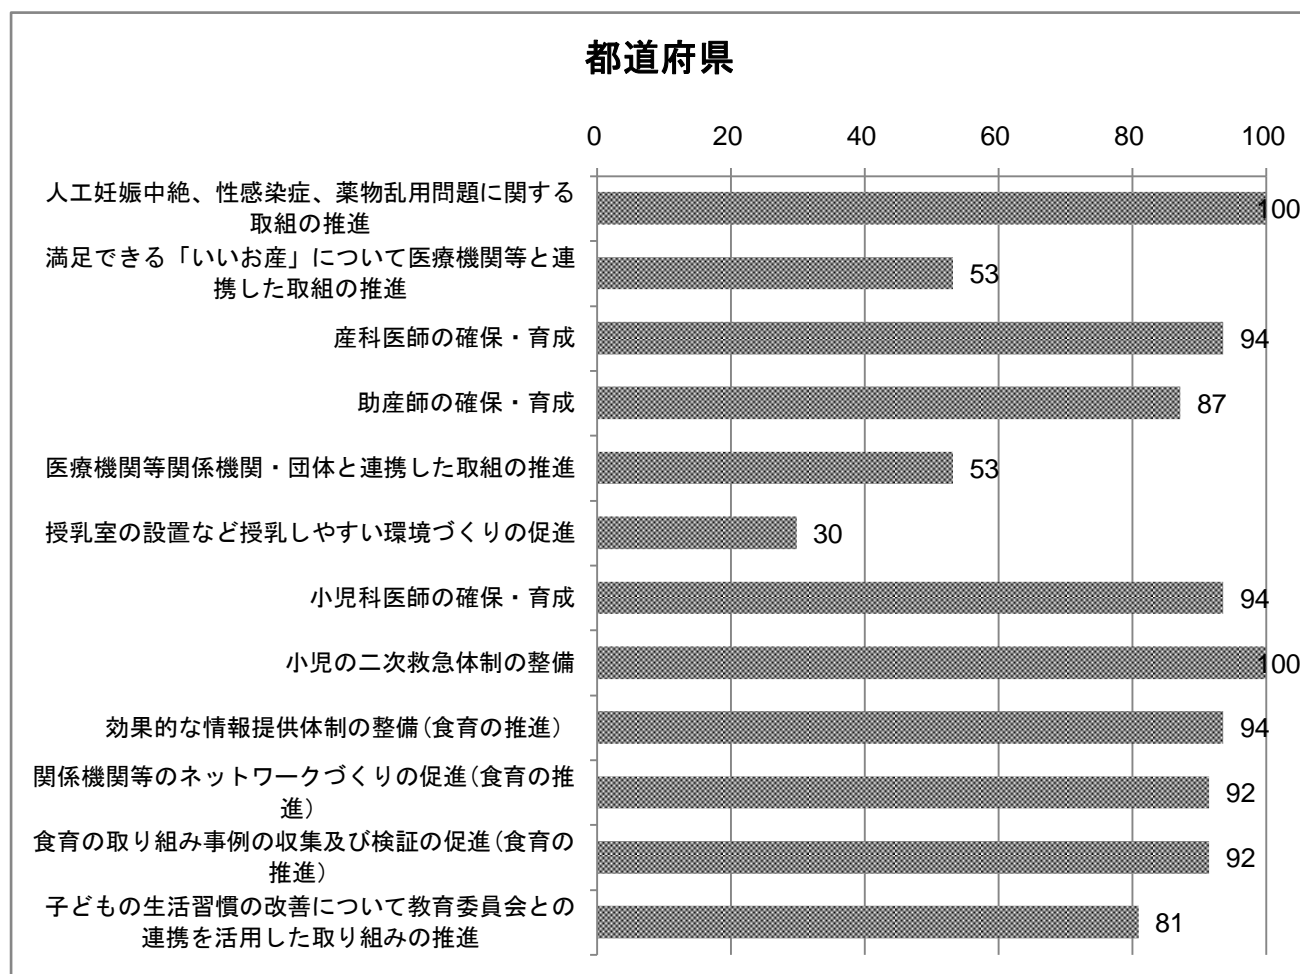 都道府県
0 20 40 60 80 100
人工妊娠中絶、性感染症、薬物乱用問題に関する
取組の推進
100
満足できる「いいお産」について医療機関等と連
携した取組の推進
53
産科医師の確保・育成
94
助産師の確保・育成
87
医療機関等関係機関・団体と連携した取組の推進
53
授乳室の設置など授乳しやすい環境づくりの促進
30
小児科医師の確保・育成
94
小児の二次救急体制の整備
100
効果的な情報提供体制の整備(食育の推進)
94
関係機関等のネットワークづくりの促進(食育の推
進)
92
食育の取り組み事例の収集及び検証の促進(食育の
推進)
92
子どもの生活習慣の改善について教育委員会との
連携を活用した取り組みの推進
81